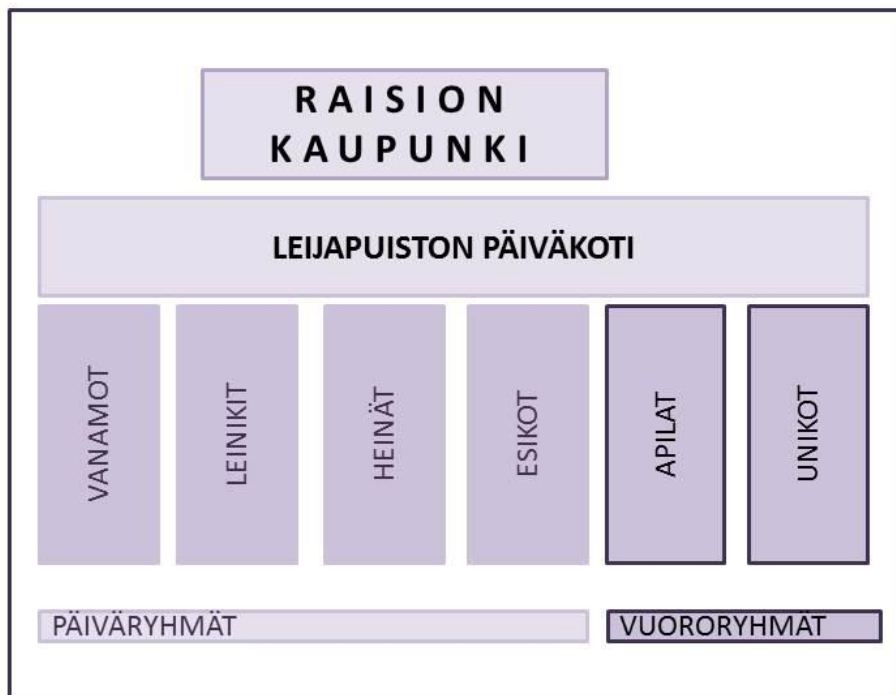 RAISION
KAUPUNKI
LEIJAPUISTON PÄIVÄKOTI
VANAMOT
LEINIKIT
HEINÄT
ESIKOT
APILAT
UNIKOT
PÄIVÄRYHMÄT
VUORORYHMÄT